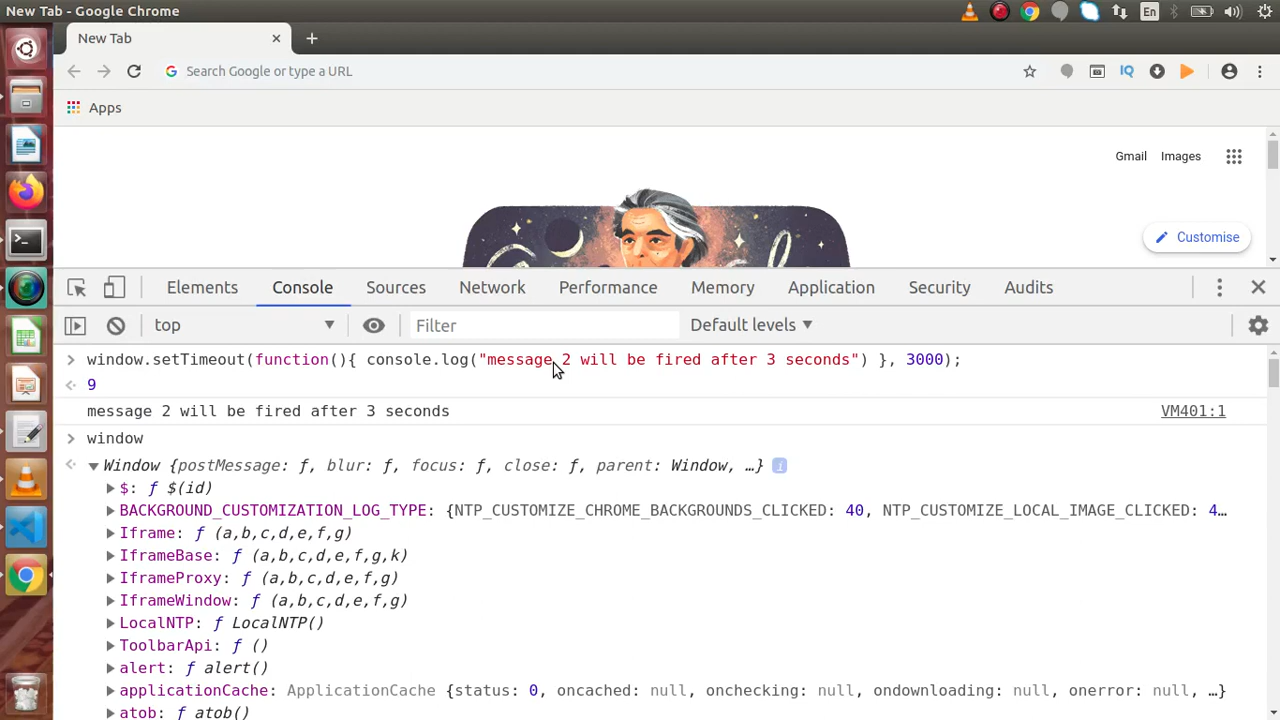 New Tab - Google Chrome
En
New Tab
Search Google or type a URL
IQ
Apps
Gmail Images
Customise
Elements Console Sources Network Performance Memory Application Security Audits
top Filter Default levels
window.setTimeout(function(){ console.log("message 2 will be fired after 3 seconds") }, 3000);
9
message 2 will be fired after 3 seconds VM401:1
window
Window {postMessage: ƒ, blur: ƒ, focus: ƒ, close: ƒ, parent: Window, …}
$: ƒ $(id)
BACKGROUND_CUSTOMIZATION_LOG_TYPE: {NTP_CUSTOMIZE_CHROME_BACKGROUNDS_CLICKED: 40, NTP_CUSTOMIZE_LOCAL_IMAGE_CLICKED: 4…
Iframe: ƒ (a,b,c,d,e,f,g)
IframeBase: ƒ (a,b,c,d,e,f,g,k)
IframeProxy: ƒ (a,b,c,d,e,f,g)
IframeWindow: ƒ (a,b,c,d,e,f,g)
LocalNTP: ƒ LocalNTP()
ToolbarApi: ƒ ()
alert: ƒ alert()
applicationCache: ApplicationCache {status: 0, oncached: null, onchecking: null, ondownloading: null, onerror: null, …}
atob: ƒ atob()